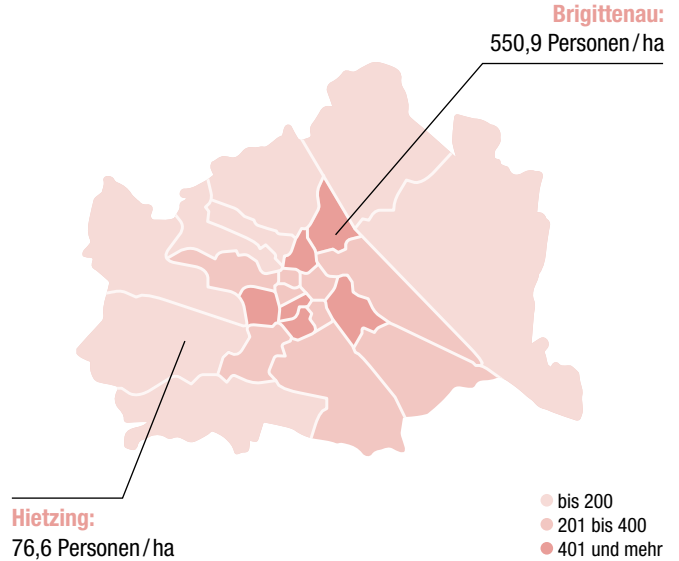 Brigittenau:
550,9 Personen / ha
Hietzing:
76,6 Personen / ha
bis 200
201 bis 400
401 und mehr